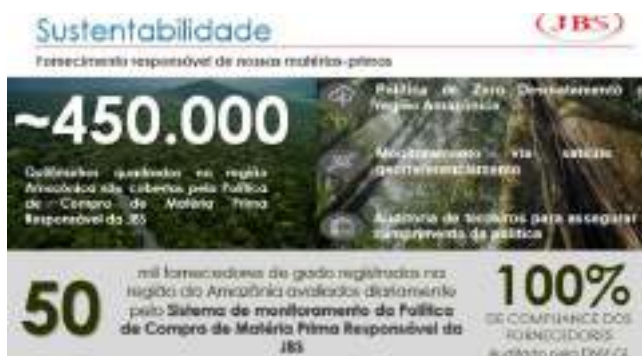 Sustentabilidade
(JBS)
Fornecimento responsável de nossas matérias-primas
~450.000
Quilômetros quadrados na região
Amazônica são cobertos pela Política
de Compra de Matéria Prima
Responsável da JBS
Política de Zero Desmatamento
região Amazônica
Monitoramento via satélite
georreferenciamento
Auditoria de terceiros para assegurar
cumprimento da política
50
mil fornecedores de gado registrados na
região da Amazônia avaliados diariamente
pelo Sistema de monitoramento da Política
de Compra de Matéria Prima Responsável da
JBS
100%
DE COMPLIANCE DOS
FORNECEDORES